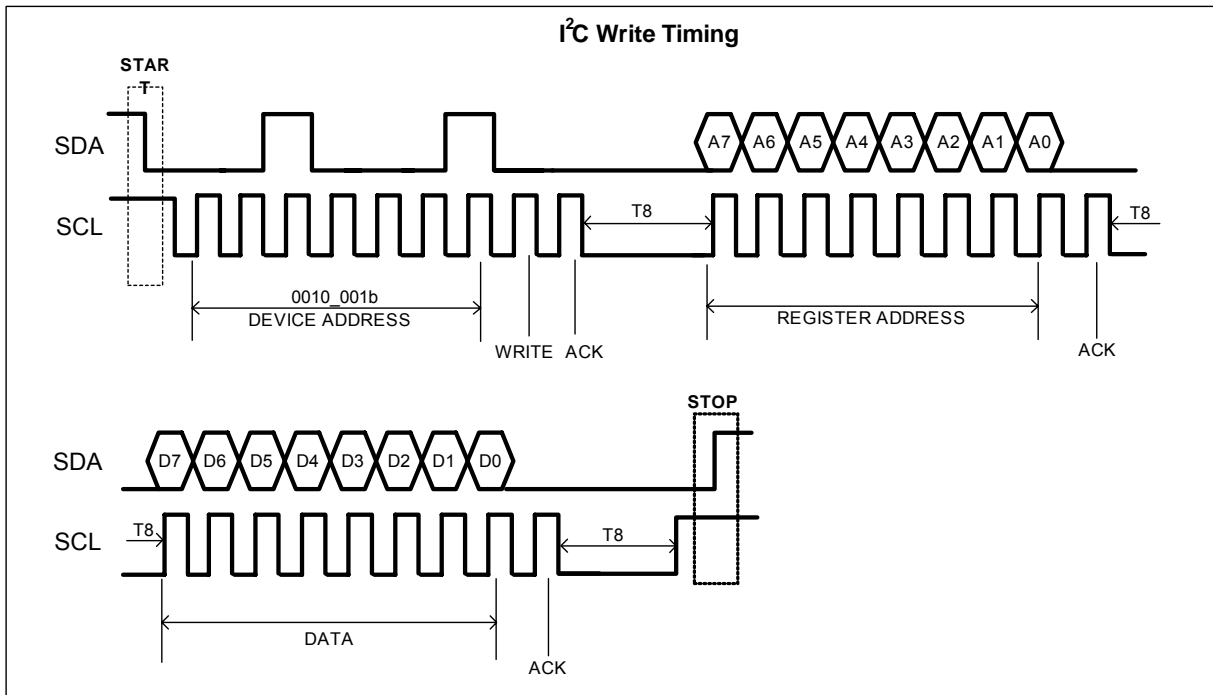 I²C Write Timing
STAR
T
SDA
A7 A6 A5 A4 A3 A2 A1 A0
SCL
T8
T8
0010_001b
DEVICE ADDRESS
REGISTER ADDRESS
WRITE ACK
ACK
STOP
SDA
D7 D6 D5 D4 D3 D2 D1 D0
SCL
T8
T8
DATA
ACK